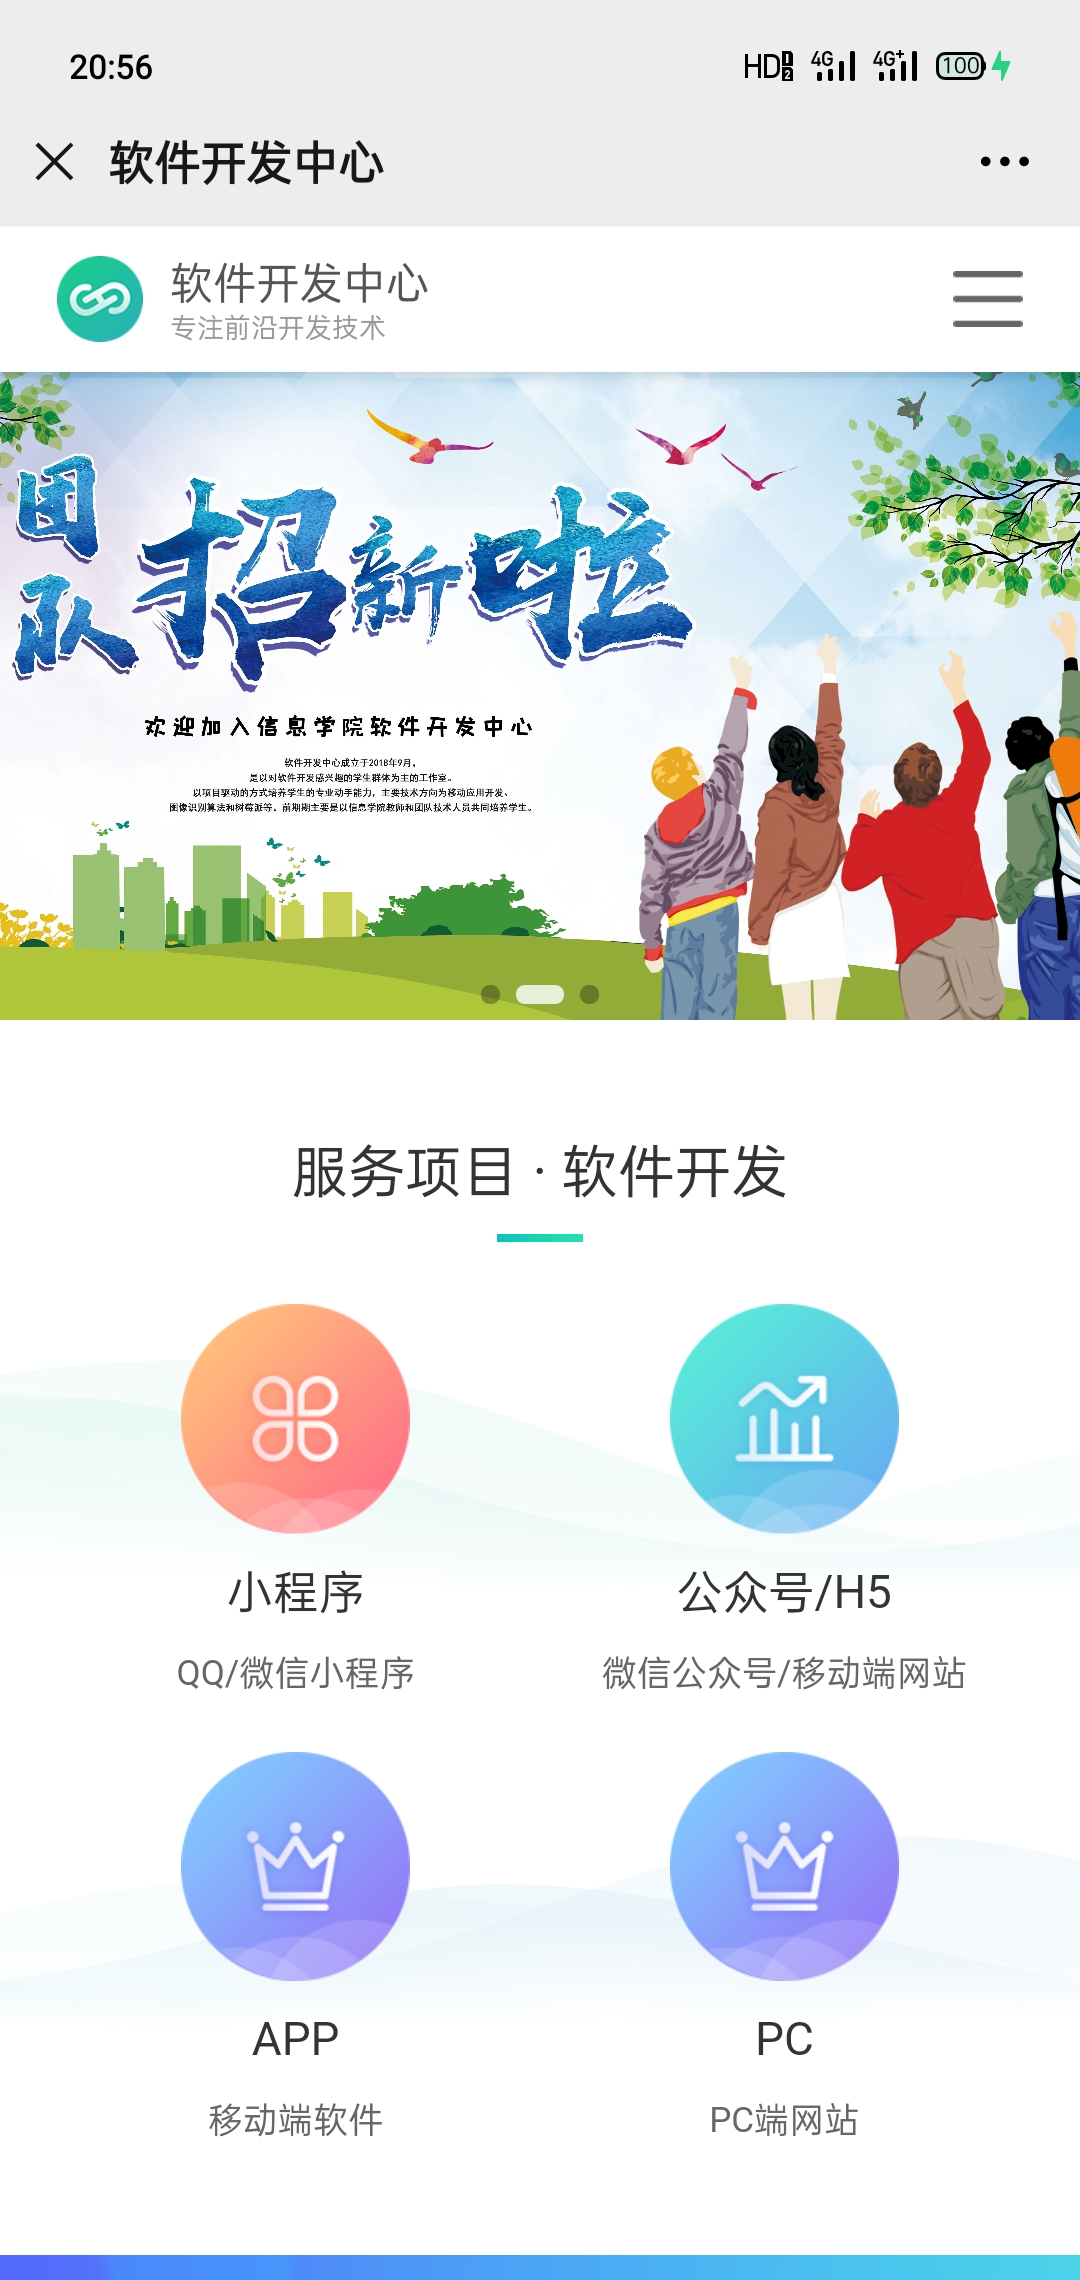 20:56
HD 1 2 4G 4G+ 100
软件开发中心
软件开发中心
专注前沿开发技术
团队招新啦
欢迎加入信息学院软件开发中心
软件开发中心成立于2018年9月，
是以对软件开发感兴趣的学生群体为主的工作室。
以项目驱动的方式培养学生的专业动手能力，主要技术方向为移动应用开发、
图像识别算法和树莓派等。前期期主要是以信息学院教师和团队技术人员共同培养学生。
服务项目 · 软件开发
小程序
公众号/H5
QQ/微信小程序
微信公众号/移动端网站
APP
PC
移动端软件
PC端网站